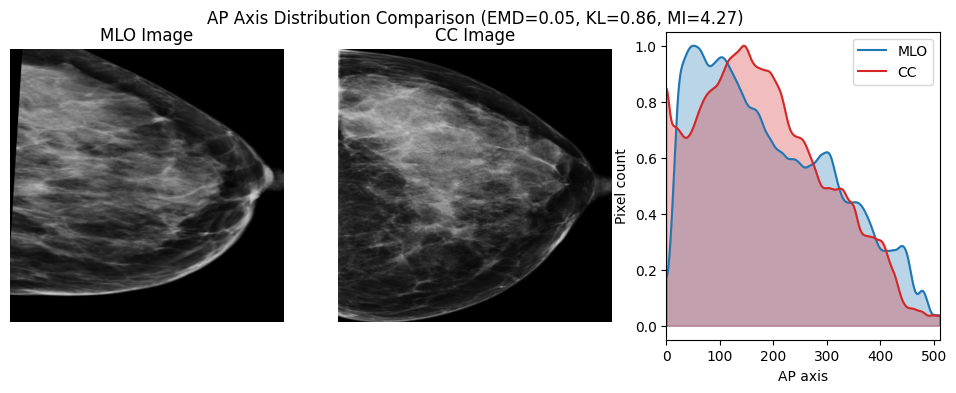 AP Axis Distribution Comparison (EMD=0.05, KL=0.86, MI=4.27)
MLO Image
CC Image
MLO
CC
1.0
0.8
0.6
0.4
0.2
0.0
Pixel count
0 100 200 300 400 500
AP axis